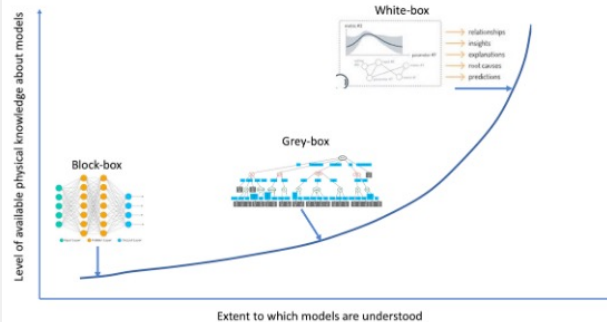 White-box
relationships
insights
explanations
root causes
predictions
Grey-box
Block-box
Level of available physical knowledge about models
Extent to which models are understood